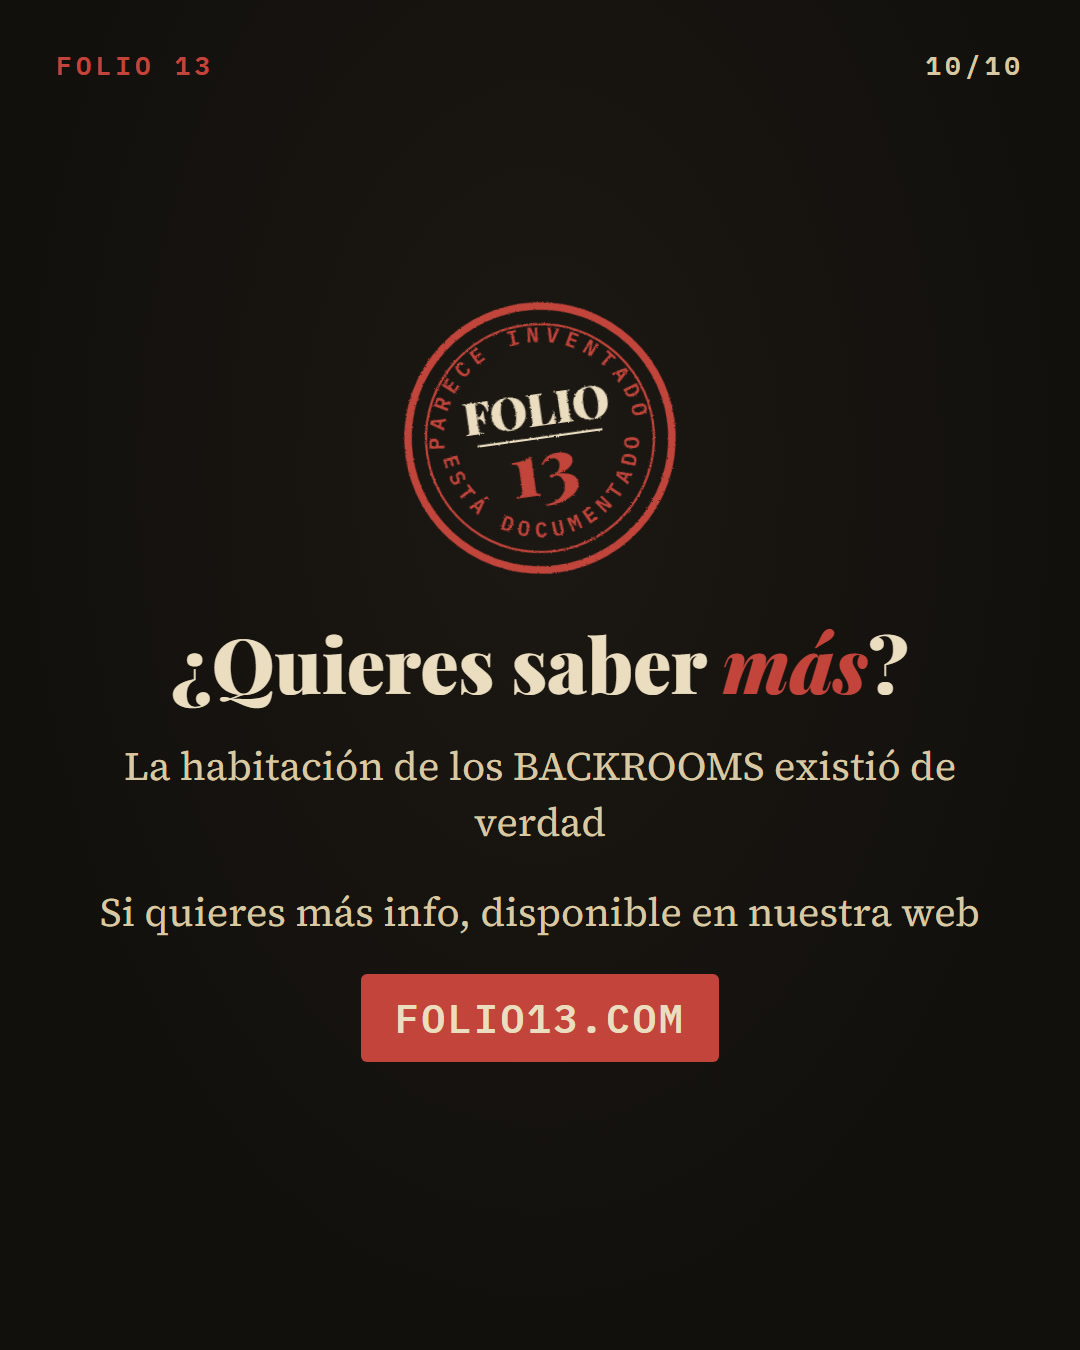 FOLIO 13
10/10
PARECE INVENTADO
FOLIO
13
ESTÁ DOCUMENTADO
¿Quieres saber más?
La habitación de los BACKROOMS existió de
verdad
Si quieres más info, disponible en nuestra web
FOLIO13.COM